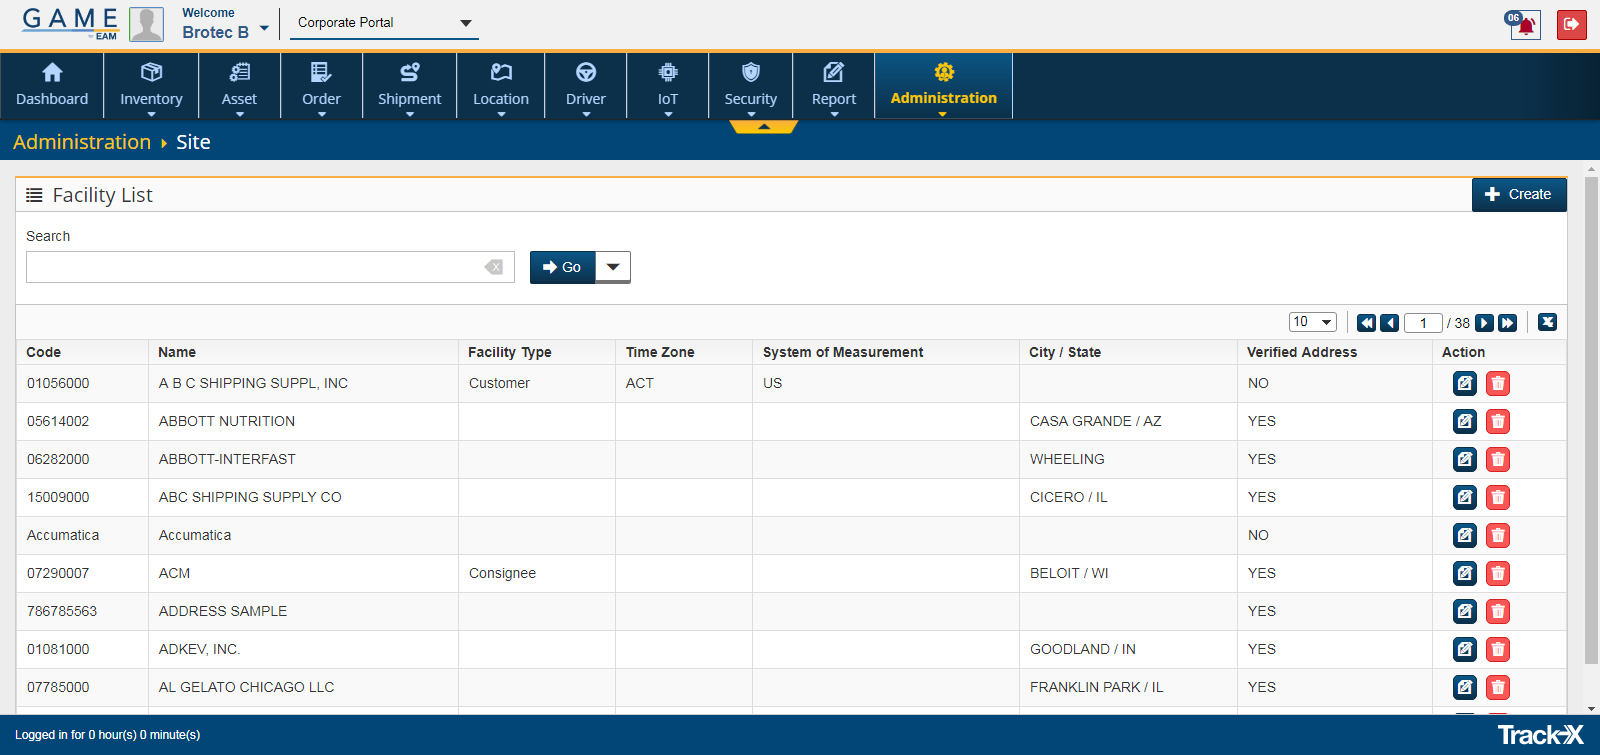 GAME
by EAM
Welcome
Brotec B
Corporate Portal
06
Dashboard
Inventory
Asset
Order
Shipment
Location
Driver
IoT
Security
Report
Administration
Administration Site
Facility List
Create
Search
Go
10 1 / 38
Code Name Facility Type Time Zone System of Measurement City / State Verified Address Action
01056000 A B C SHIPPING SUPPL, INC Customer ACT US NO
05614002 ABBOTT NUTRITION CASA GRANDE / AZ YES
06282000 ABBOTT-INTERFAST WHEELING YES
15009000 ABC SHIPPING SUPPLY CO CICERO / IL YES
Accumatica Accumatica NO
07290007 ACM Consignee BELOIT / WI YES
786785563 ADDRESS SAMPLE YES
01081000 ADKEV, INC. GOODLAND / IN YES
07785000 AL GELATO CHICAGO LLC FRANKLIN PARK / IL YES
Logged in for 0 hour(s) 0 minute(s)
Track-X